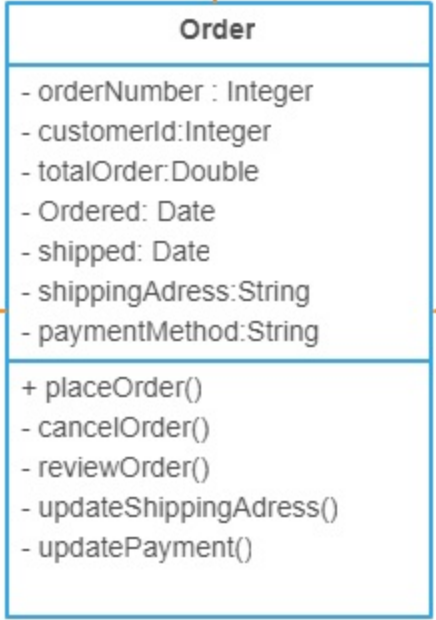 Order
- orderNumber : Integer
- customerId:Integer
- totalOrder:Double
- Ordered: Date
- shipped: Date
- shippingAdress:String
- paymentMethod:String
+ placeOrder()
- cancelOrder()
- reviewOrder()
- updateShippingAdress()
- updatePayment()